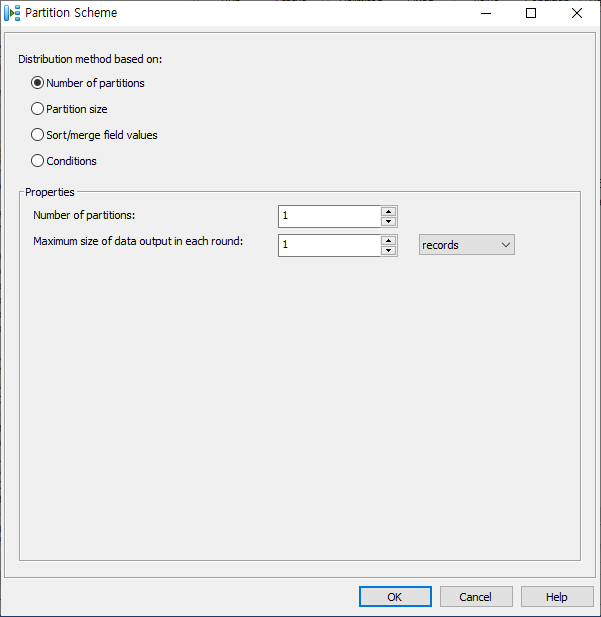 Partition Scheme
Distribution method based on:
Number of partitions
Partition size
Sort/merge field values
Conditions
Properties
Number of partitions: 1
Maximum size of data output in each round: 1 records
OK Cancel Help